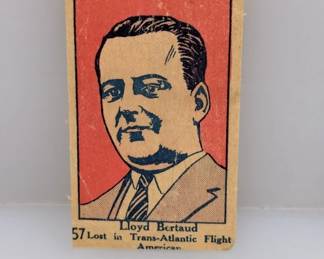 Lloyd Bertaud
57 Lost in Trans-Atlantic Flight
American